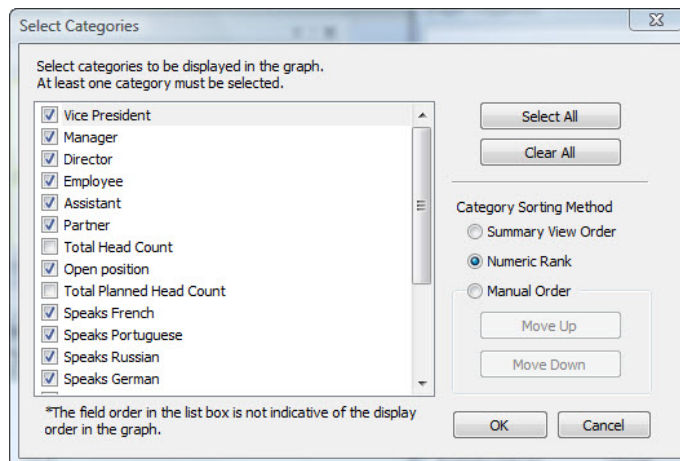 Select Categories
Select categories to be displayed in the graph.
At least one category must be selected.
Vice President
Manager
Director
Employee
Assistant
Partner
Total Head Count
Open position
Total Planned Head Count
Speaks French
Speaks Portuguese
Speaks Russian
Speaks German
*The field order in the list box is not indicative of the display
order in the graph.
Select All
Clear All
Category Sorting Method
Summary View Order
Numeric Rank
Manual Order
Move Up
Move Down
OK
Cancel